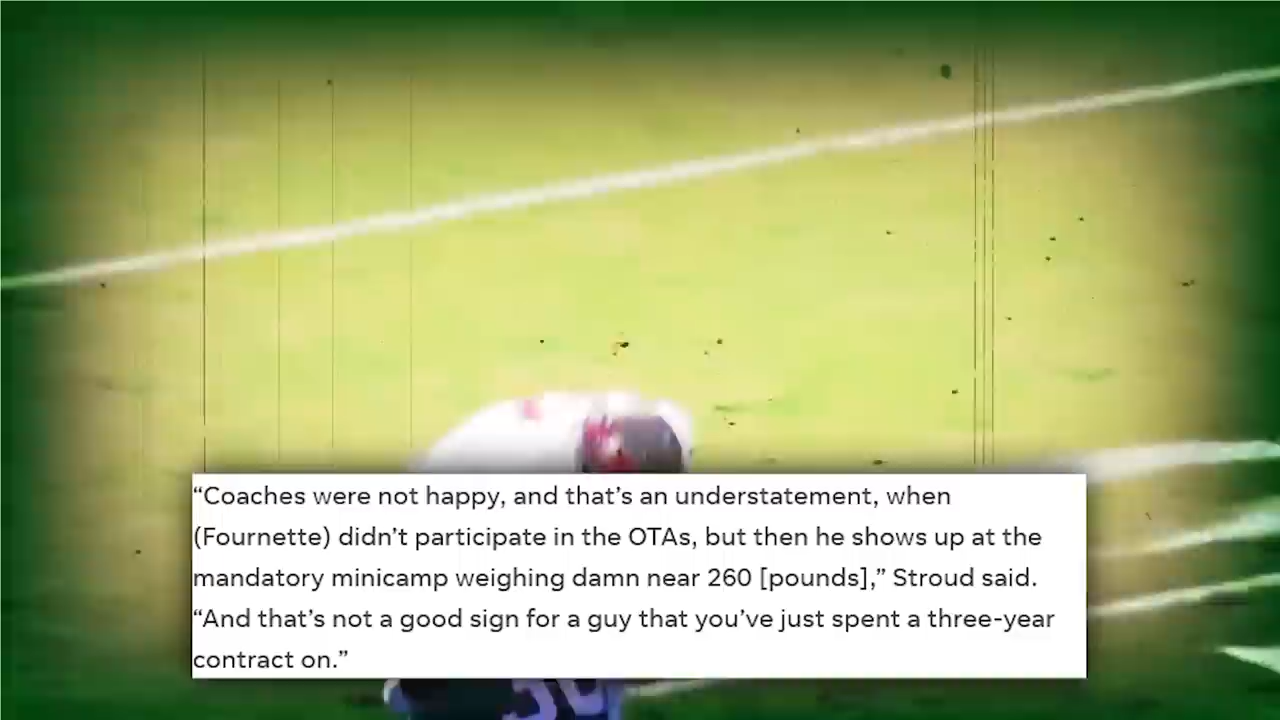 “Coaches were not happy, and that’s an understatement, when
(Fournette) didn’t participate in the OTAs, but then he shows up at the
mandatory minicamp weighing damn near 260 [pounds],” Stroud said.
“And that’s not a good sign for a guy that you’ve just spent a three-year
contract on.”